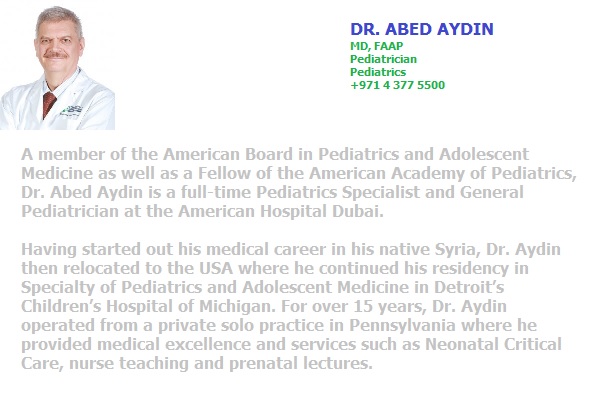 DR. ABED AYDIN
MD, FAAP
Pediatrician
Pediatrics
+971 4 377 5500
A member of the American Board in Pediatrics and Adolescent
Medicine as well as a Fellow of the American Academy of Pediatrics,
Dr. Abed Aydin is a full-time Pediatrics Specialist and General
Pediatrician at the American Hospital Dubai.
Having started out his medical career in his native Syria, Dr. Aydin
then relocated to the USA where he continued his residency in
Specialty of Pediatrics and Adolescent Medicine in Detroit’s
Children’s Hospital of Michigan. For over 15 years, Dr. Aydin
operated from a private solo practice in Pennsylvania where he
provided medical excellence and services such as Neonatal Critical
Care, nurse teaching and prenatal lectures.